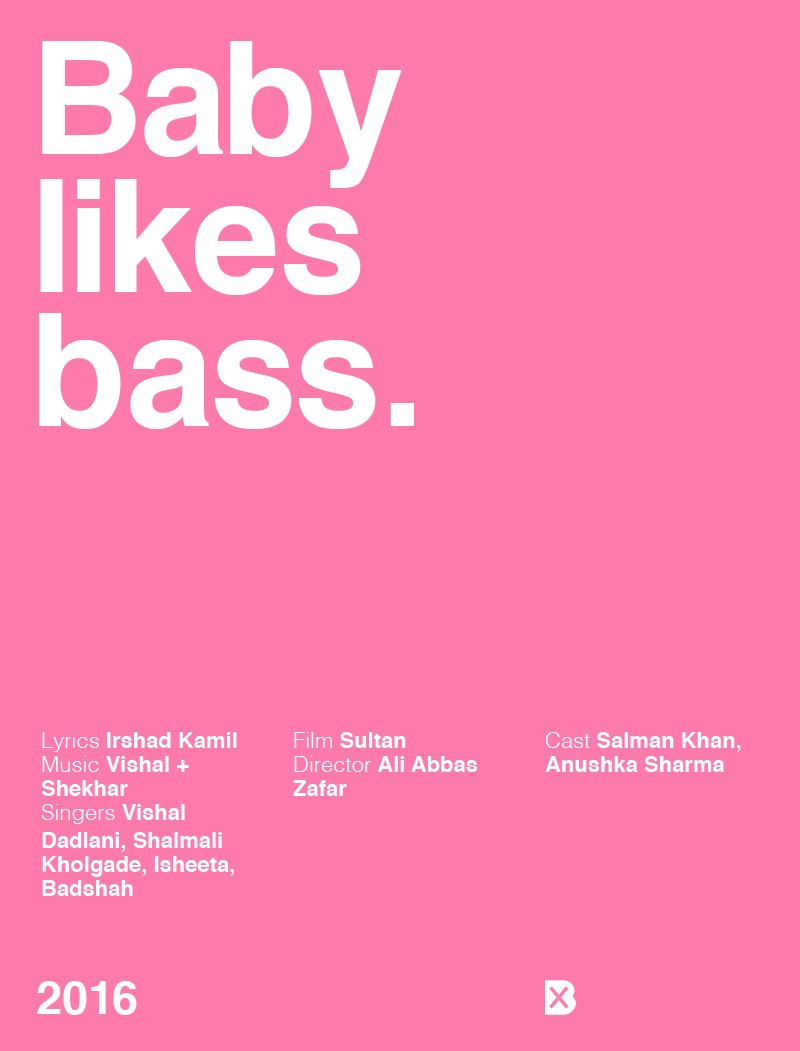 Baby
likes
bass.
Lyrics Irshad Kamil
Music Vishal +
Shekhar
Singers Vishal
Dadlani, Shalmali
Kholgade, Isheeta,
Badshah
Film Sultan
Director Ali Abbas
Zafar
Cast Salman Khan,
Anushka Sharma
2016
BX